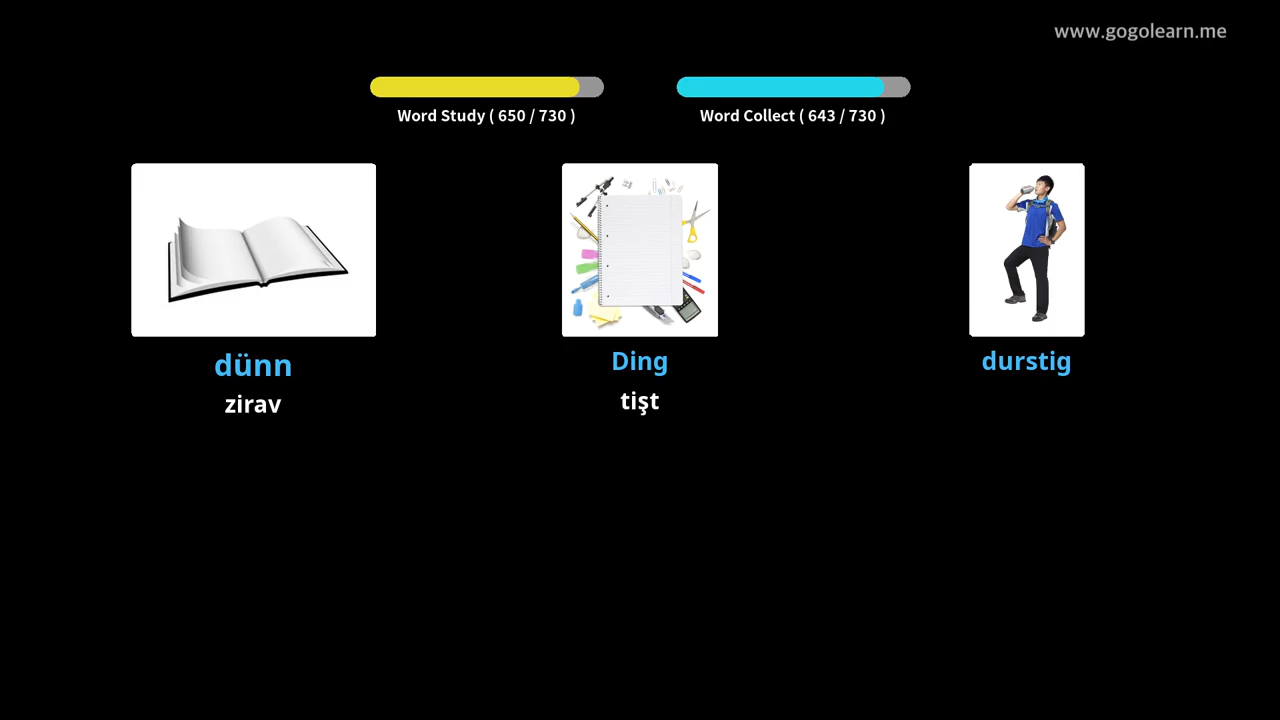 www.gogolearn.me
Word Study ( 650 / 730 )
Word Collect ( 643 / 730 )
dünn
zirav
Ding
tişt
durstig